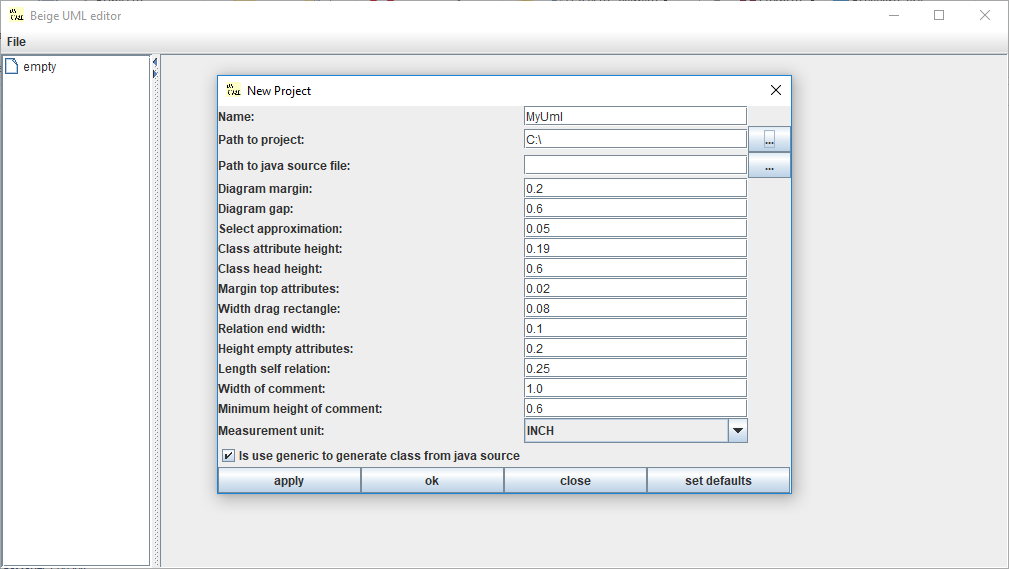 Beige UML editor
File
empty
New Project
Name: MyUml
Path to project: C:\ ...
Path to java source file: ...
Diagram margin: 0.2
Diagram gap: 0.6
Select approximation: 0.05
Class attribute height: 0.19
Class head height: 0.6
Margin top attributes: 0.02
Width drag rectangle: 0.08
Relation end width: 0.1
Height empty attributes: 0.2
Length self relation: 0.25
Width of comment: 1.0
Minimum height of comment: 0.6
Measurement unit: INCH
Is use generic to generate class from java source
apply ok close set defaults